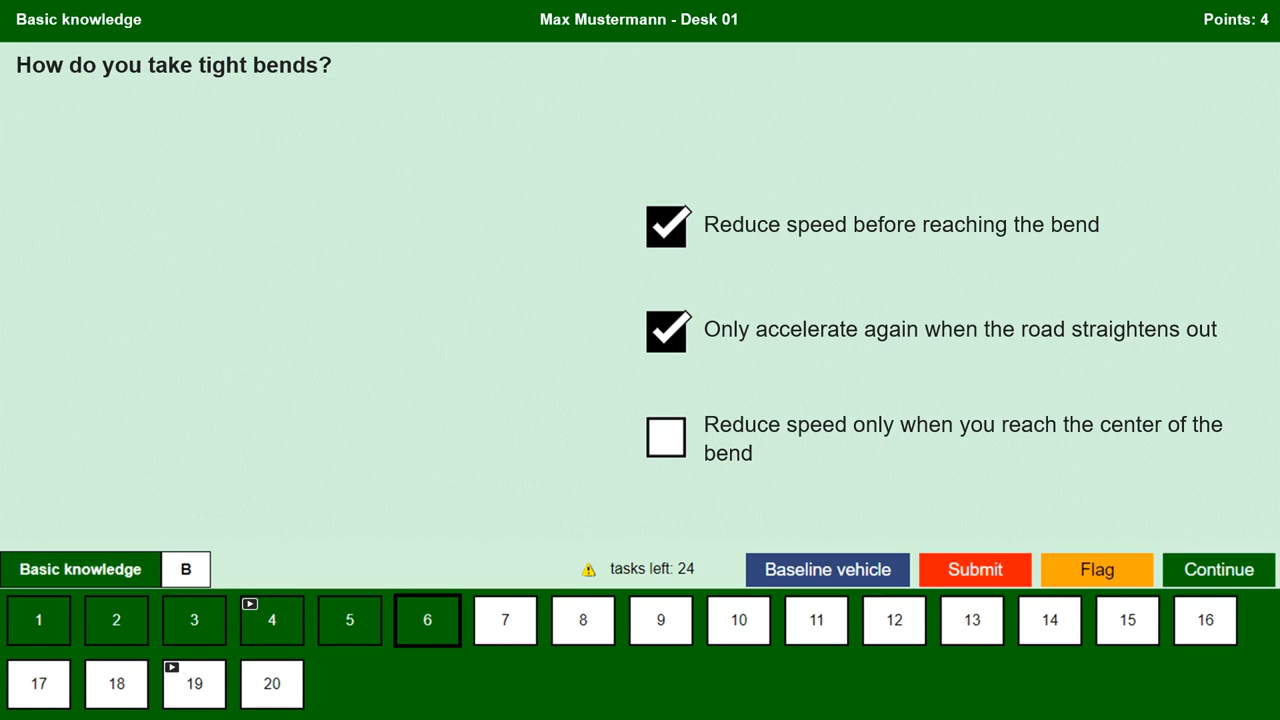 Basic knowledge
Max Mustermann - Desk 01
Points: 4
How do you take tight bends?
Reduce speed before reaching the bend
Only accelerate again when the road straightens out
Reduce speed only when you reach the center of the
bend
Basic knowledge
B
tasks left: 24
Baseline vehicle
Submit
Flag
Continue
1 2 3 4 5 6 7 8 9 10 11 12 13 14 15 16
17 18 19 20